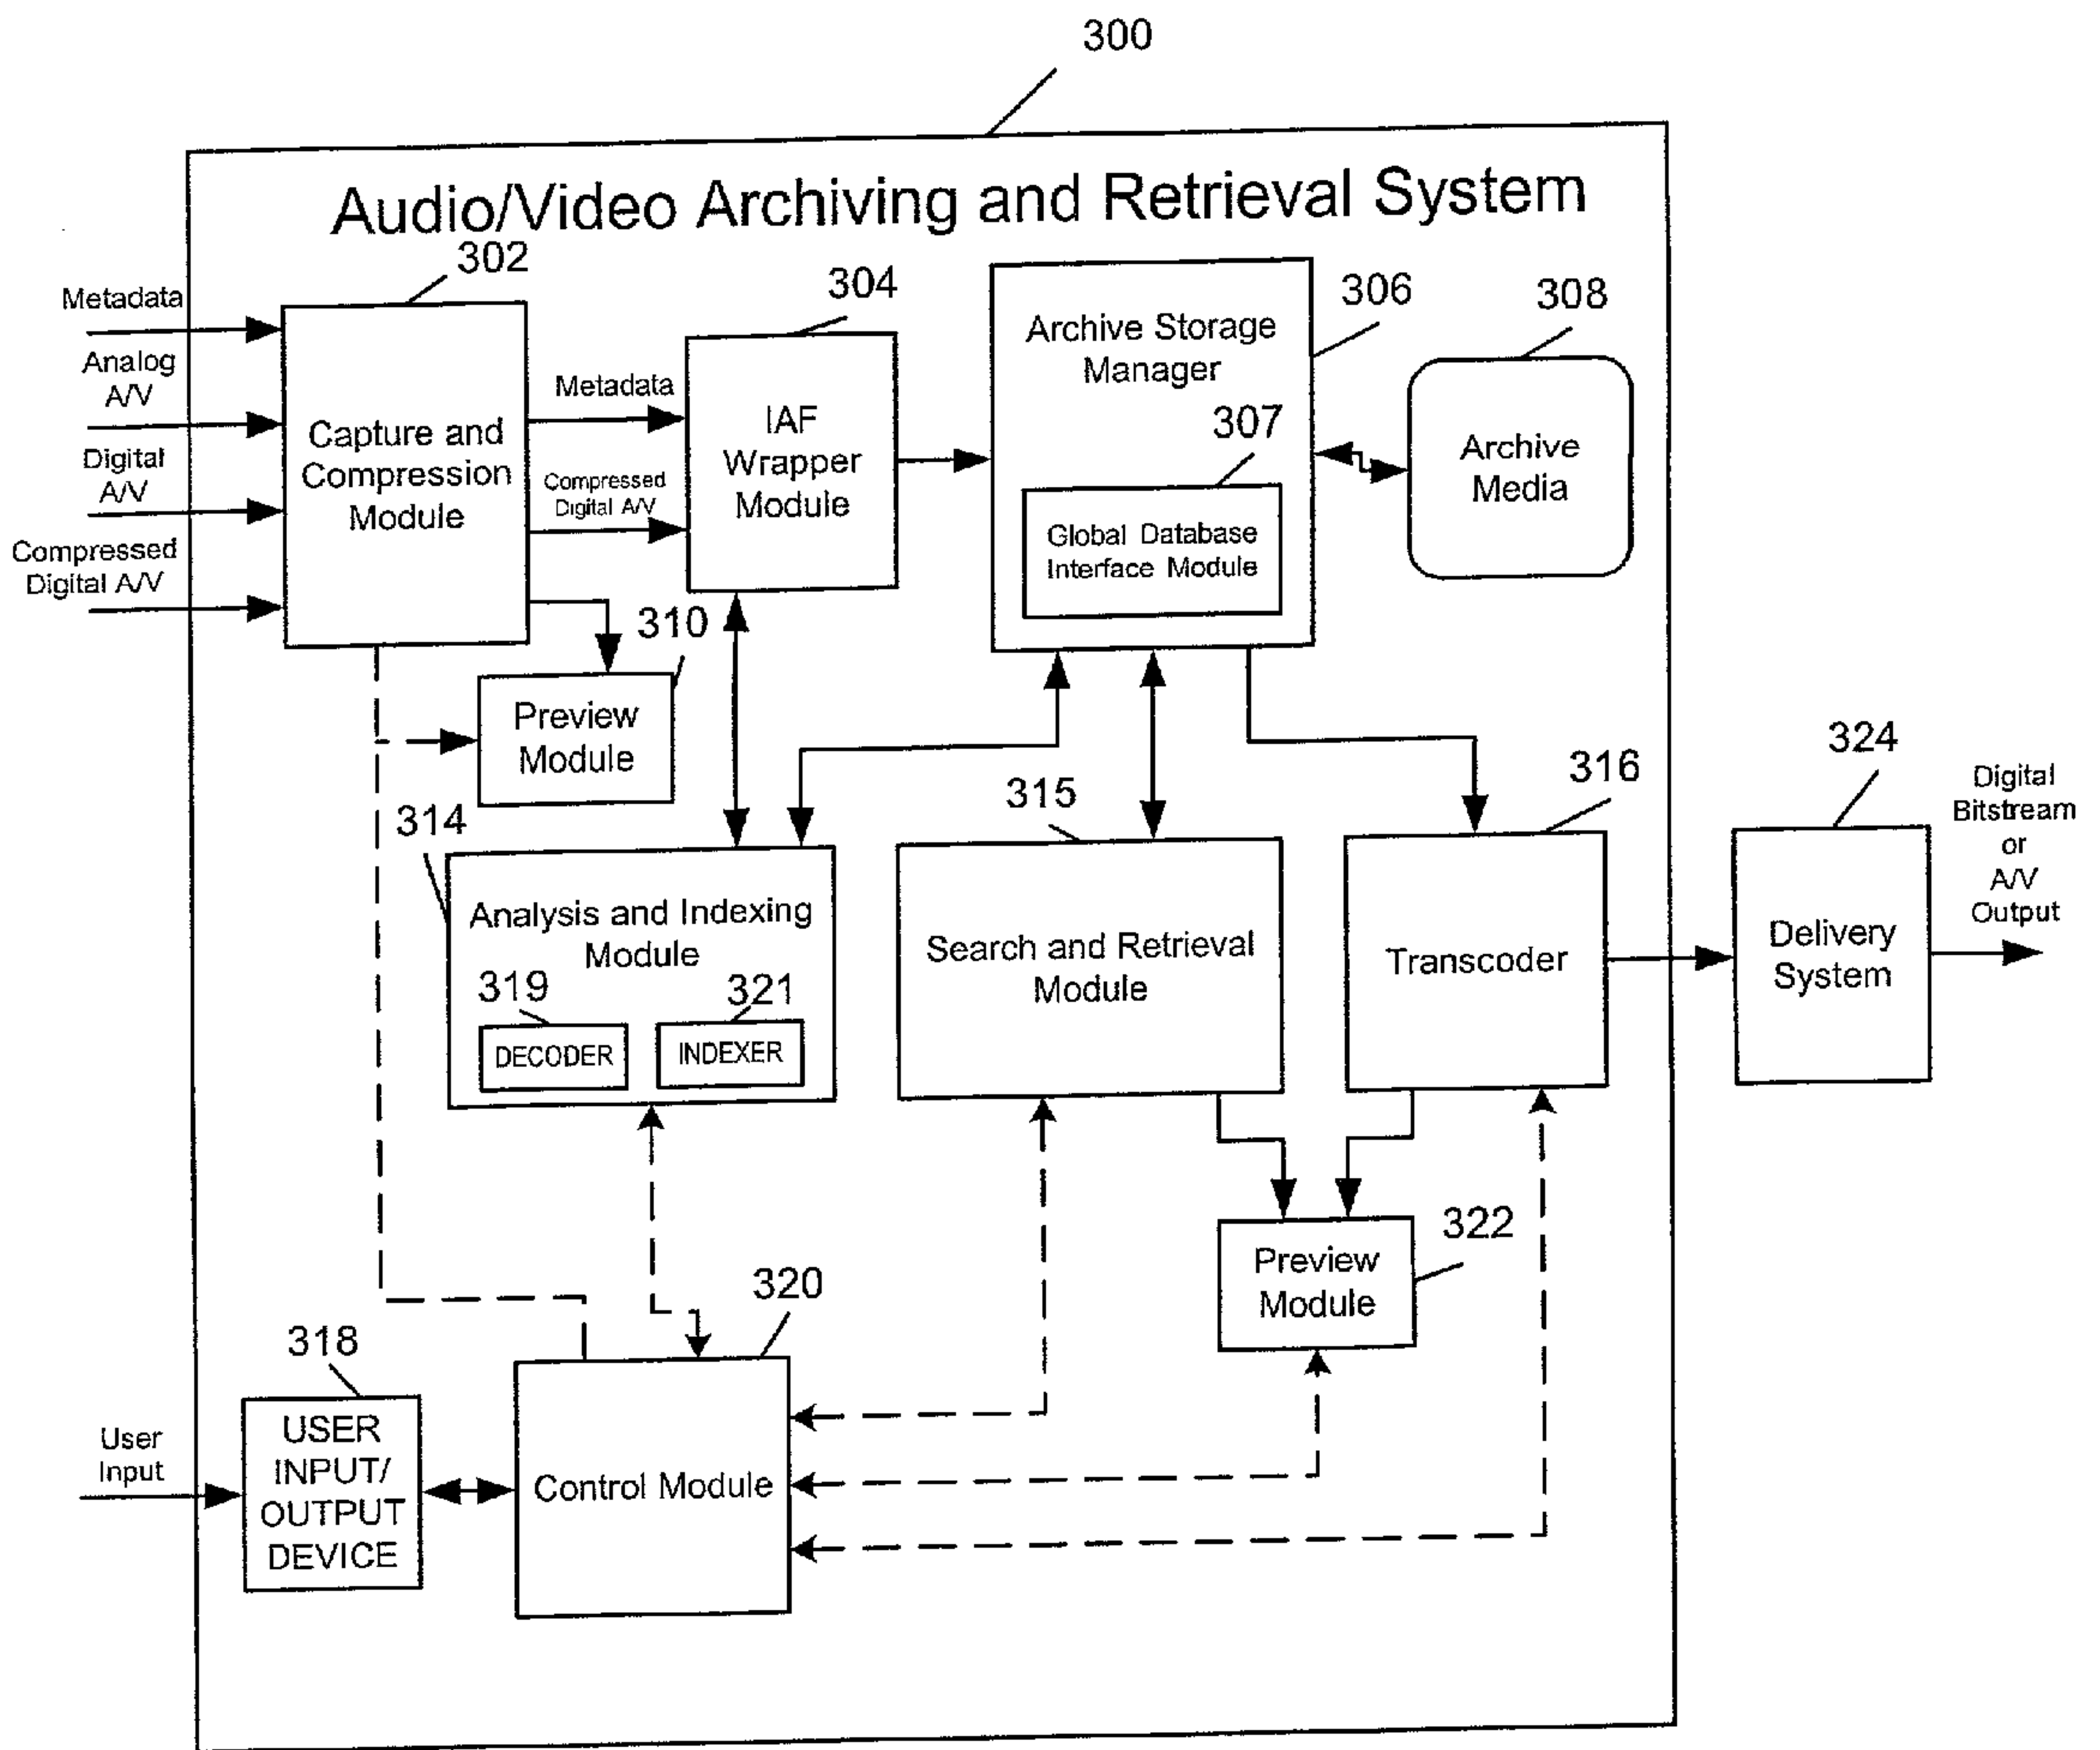 300
Audio/Video Archiving and Retrieval System
302
304
306
308
Metadata
Analog
A/V
Digital
A/V
Compressed
Digital A/V
Capture and
Compression
Module
Metadata
Compressed
Digital A/V
IAF
Wrapper
Module
Archive Storage
Manager
307
Global Database
Interface Module
Archive
Media
310
Preview
Module
314
Analysis and Indexing
Module
319
DECODER
321
INDEXER
315
Search and Retrieval
Module
316
Transcoder
324
Delivery
System
Digital
Bitstream
or
A/V
Output
322
Preview
Module
320
Control Module
318
USER
INPUT/
OUTPUT
DEVICE
User
Input